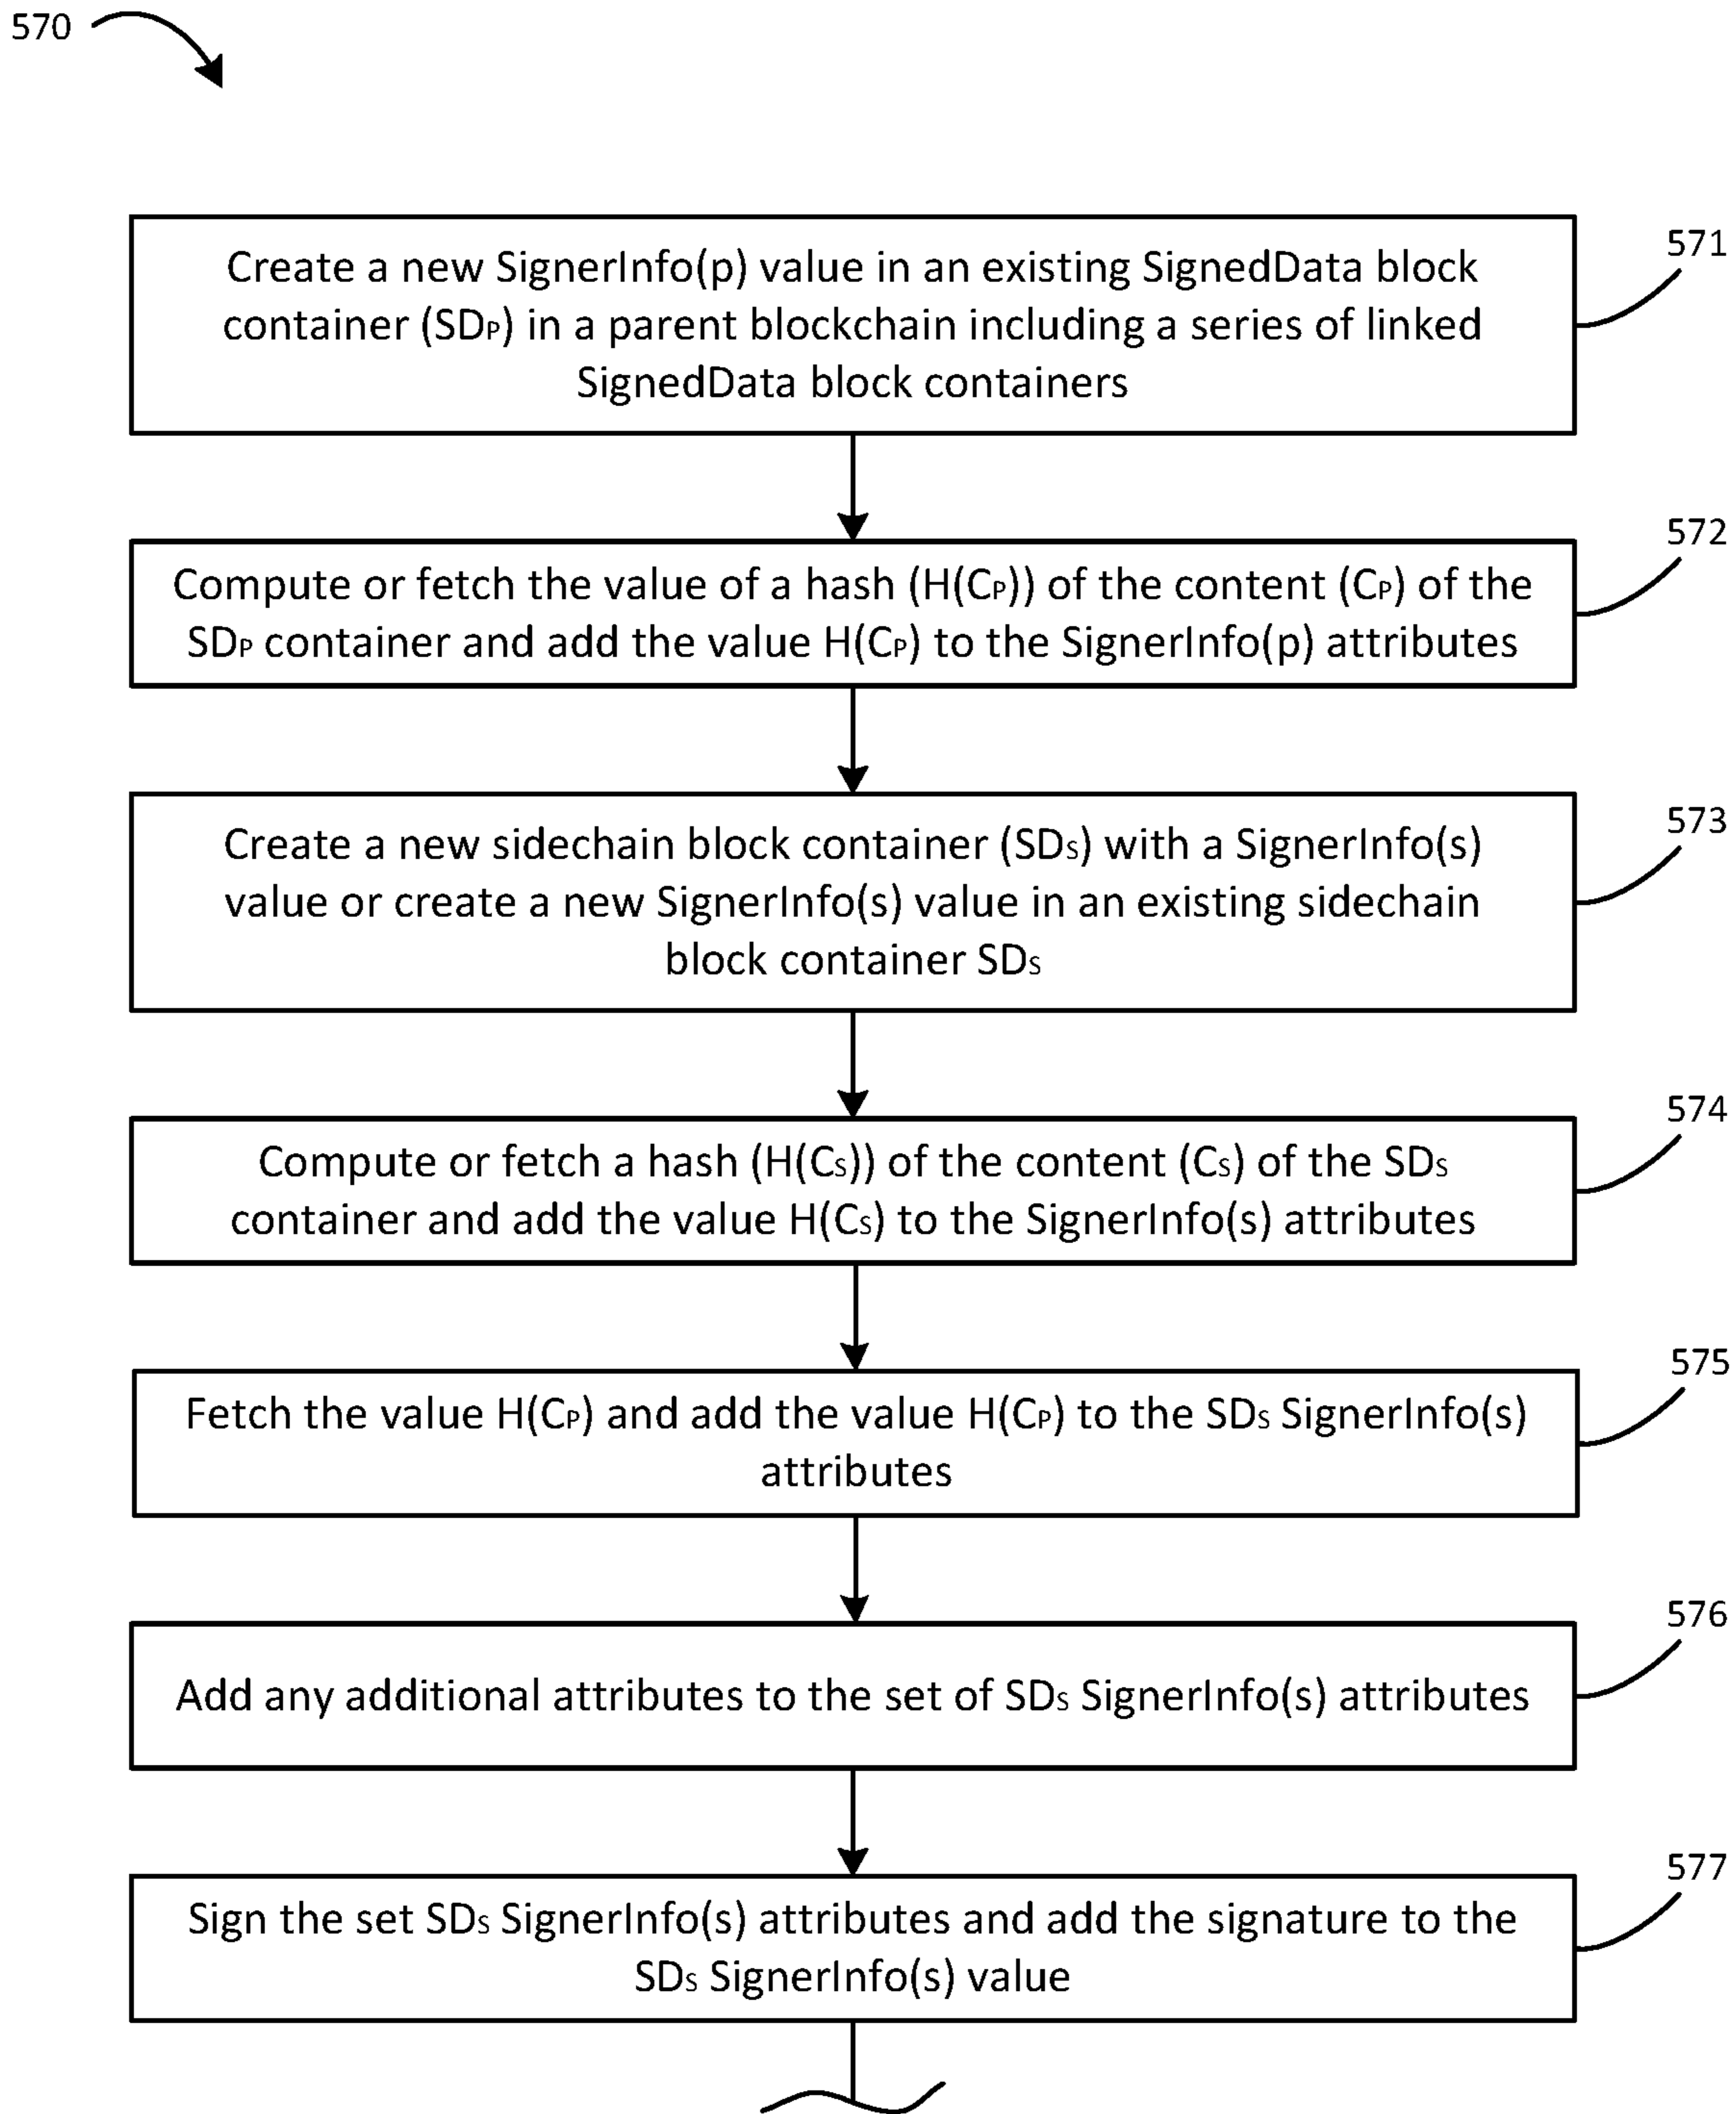 570
Create a new SignerInfo(p) value in an existing SignedData block
container (SDP) in a parent blockchain including a series of linked
SignedData block containers
571
Compute or fetch the value of a hash (H(CP)) of the content (CP) of the
SDP container and add the value H(CP) to the SignerInfo(p) attributes
572
Create a new sidechain block container (SDS) with a SignerInfo(s)
value or create a new SignerInfo(s) value in an existing sidechain
block container SDS
573
Compute or fetch a hash (H(CS)) of the content (CS) of the SDS
container and add the value H(CS) to the SignerInfo(s) attributes
574
Fetch the value H(CP) and add the value H(CP) to the SDS SignerInfo(s)
attributes
575
Add any additional attributes to the set of SDS SignerInfo(s) attributes
576
Sign the set SDS SignerInfo(s) attributes and add the signature to the
SDS SignerInfo(s) value
577